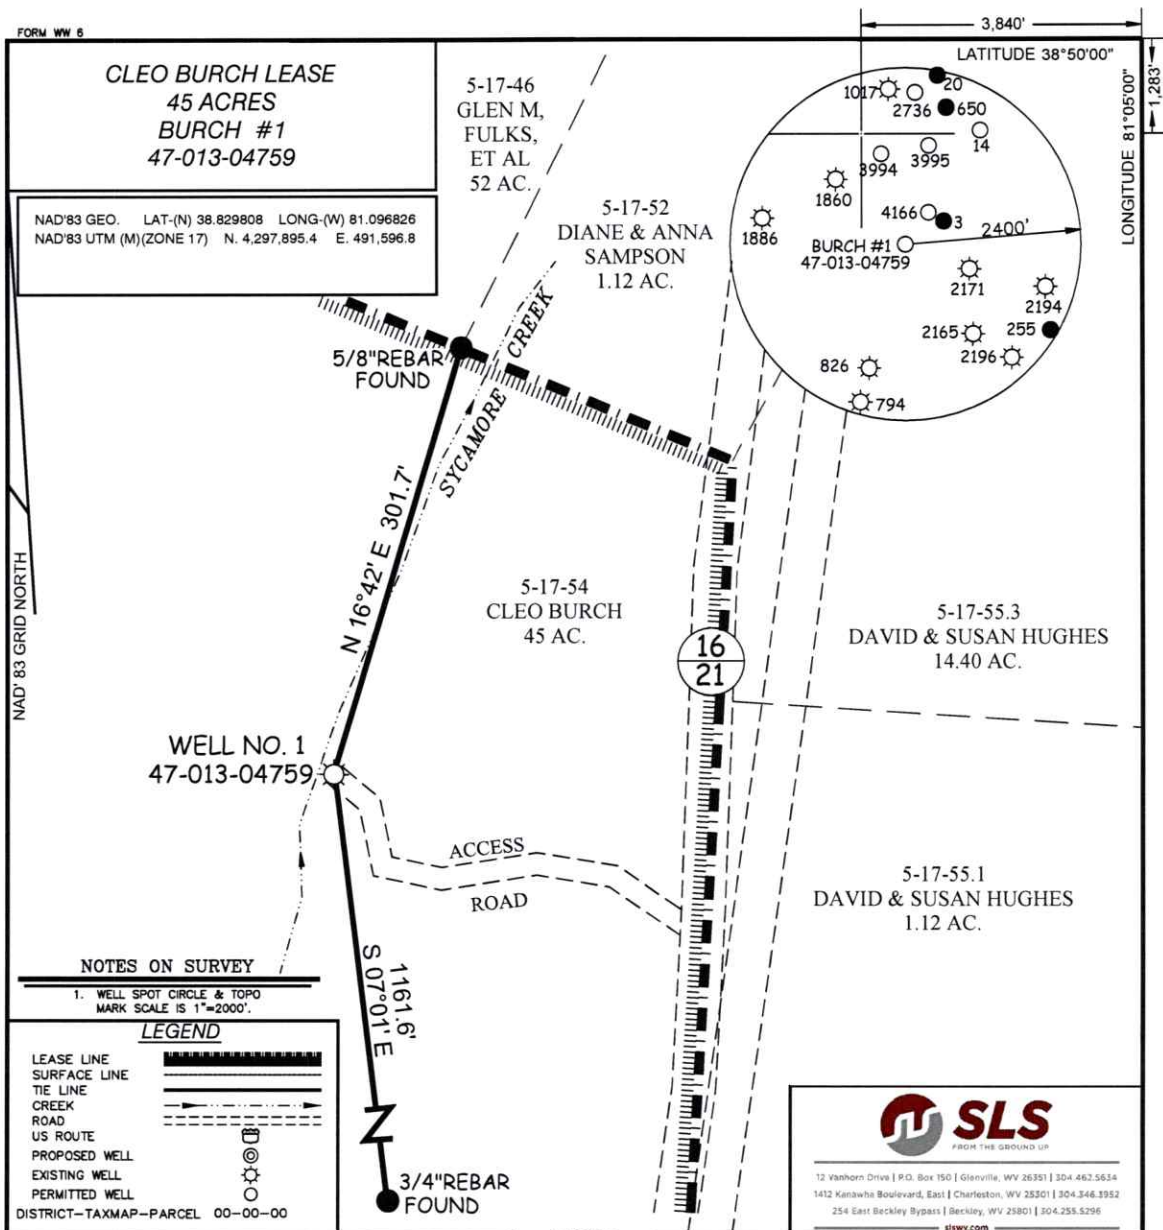 FORM WW 6
3,840'
1,283'
LATITUDE 38°50'00"
LONGITUDE 81°05'00"
CLEO BURCH LEASE
45 ACRES
BURCH #1
47-013-04759
NAD'83 GEO. LAT-(N) 38.829808 LONG-(W) 81.096826
NAD'83 UTM (M)(ZONE 17) N. 4,297,895.4 E. 491,596.8
5-17-46
GLEN M,
FULKS,
ET AL
52 AC.
5-17-52
DIANE & ANNA
SAMPSON
1.12 AC.
20
1017
2736
650
14
3994
3995
1860
4166
3
1886
BURCH #1
47-013-04759
2400'
2171
2194
2165
255
2196
826
794
5/8"REBAR
FOUND
SYCAMORE CREEK
N 16°42' E 301.7'
NAD' 83 GRID NORTH
5-17-54
CLEO BURCH
45 AC.
16
21
5-17-55.3
DAVID & SUSAN HUGHES
14.40 AC.
WELL NO. 1
47-013-04759
ACCESS
ROAD
5-17-55.1
DAVID & SUSAN HUGHES
1.12 AC.
1161.6'
S 07°01' E
NOTES ON SURVEY
1. WELL SPOT CIRCLE & TOPO
MARK SCALE IS 1"=2000'.
LEGEND
LEASE LINE
SURFACE LINE
TIE LINE
CREEK
ROAD
US ROUTE
PROPOSED WELL
EXISTING WELL
PERMITTED WELL
DISTRICT-TAXMAP-PARCEL 00-00-00
3/4"REBAR
FOUND
SLS
FROM THE GROUND UP
12 Vanhorn Drive | P.O. Box 150 | Glenville, WV 26351 | 304.462.5634
1412 Kanawha Boulevard, East | Charleston, WV 25301 | 304.346.3952
254 East Beckley Bypass | Beckley, WV 25801 | 304.255.5296
slswv.com